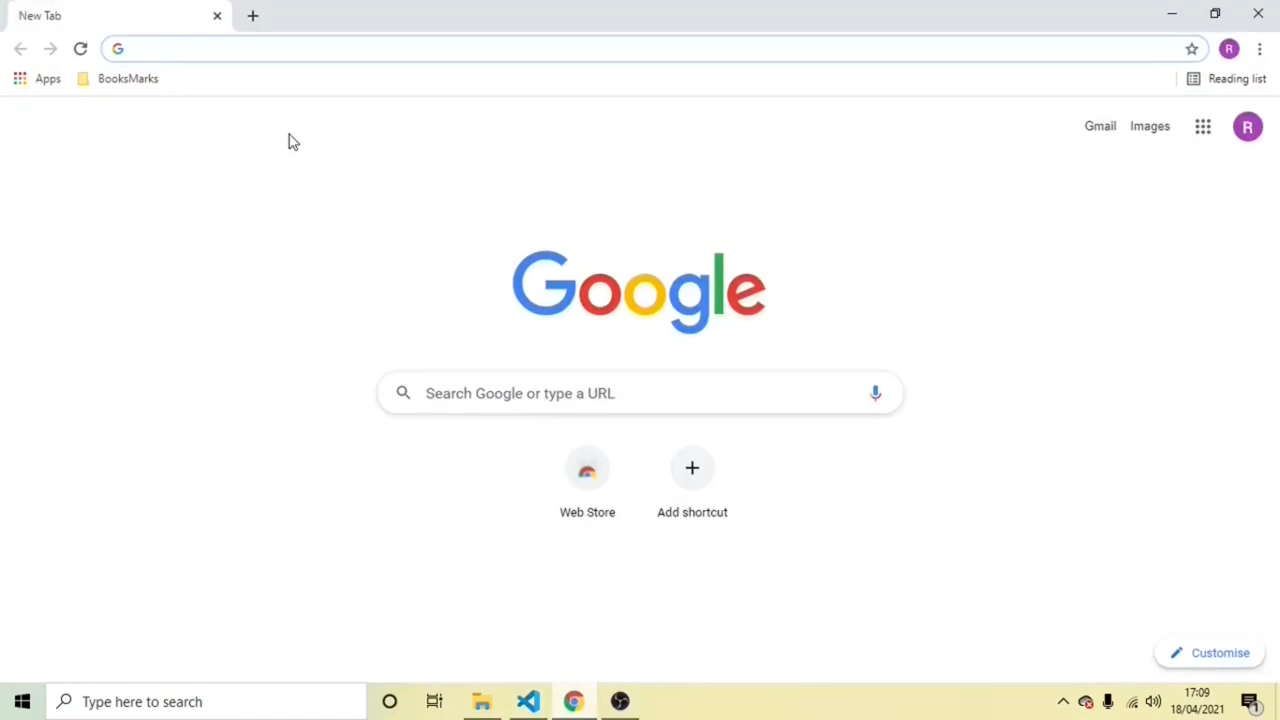 New Tab
Apps
BooksMarks
Reading list
R
Gmail
Images
R
Google
Search Google or type a URL
Web Store
Add shortcut
Customise
Type here to search
17:09
18/04/2021
1